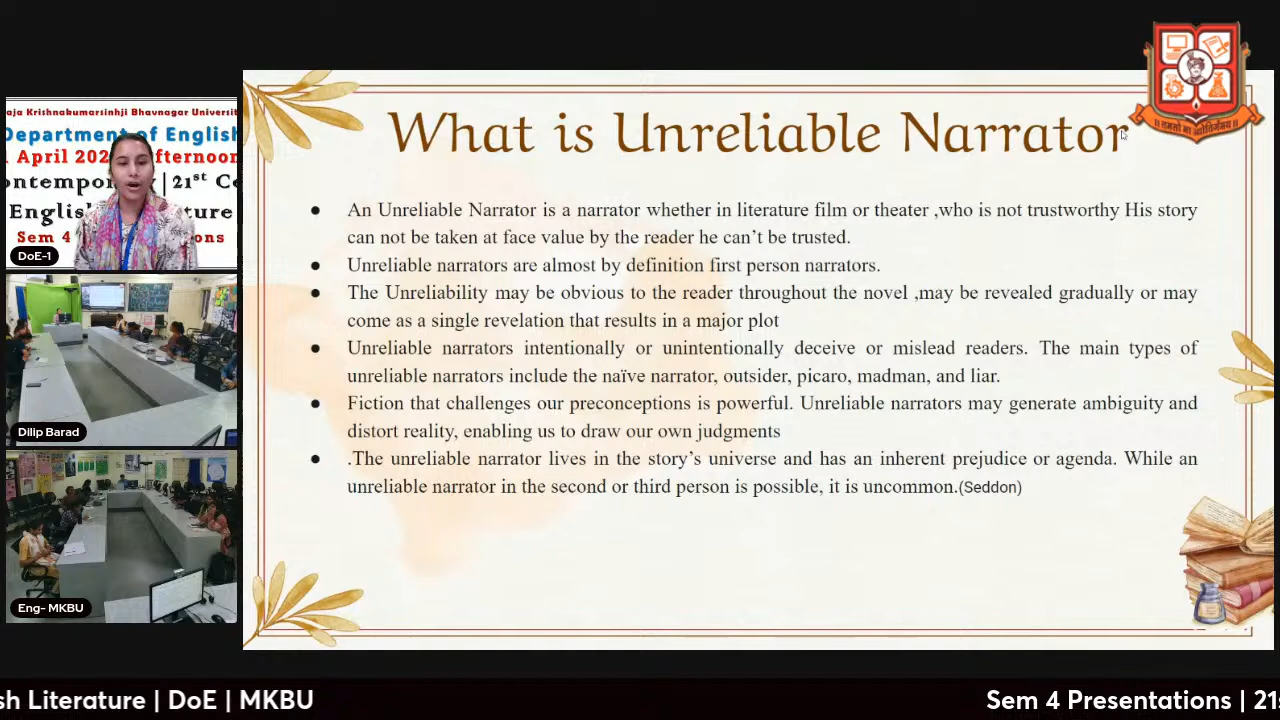 aja Krishnakumarsinhji Bhavnagar Universit
Department of English
April 202 fternoon
ontempo | 21st Ce
English ture
Sem 4 ons
DoE-1
Dilip Barad
Eng- MKBU
What is Unreliable Narrator
● An Unreliable Narrator is a narrator whether in literature film or theater ,who is not trustworthy His story
can not be taken at face value by the reader he can't be trusted.
● Unreliable narrators are almost by definition first person narrators.
● The Unreliability may be obvious to the reader throughout the novel ,may be revealed gradually or may
come as a single revelation that results in a major plot
● Unreliable narrators intentionally or unintentionally deceive or mislead readers. The main types of
unreliable narrators include the naïve narrator, outsider, picaro, madman, and liar.
● Fiction that challenges our preconceptions is powerful. Unreliable narrators may generate ambiguity and
distort reality, enabling us to draw our own judgments
● .The unreliable narrator lives in the story's universe and has an inherent prejudice or agenda. While an
unreliable narrator in the second or third person is possible, it is uncommon.(Seddon)
।। तमसो मा ज्योतिर्गमय ।।
sh Literature | DoE | MKBU
Sem 4 Presentations | 21s